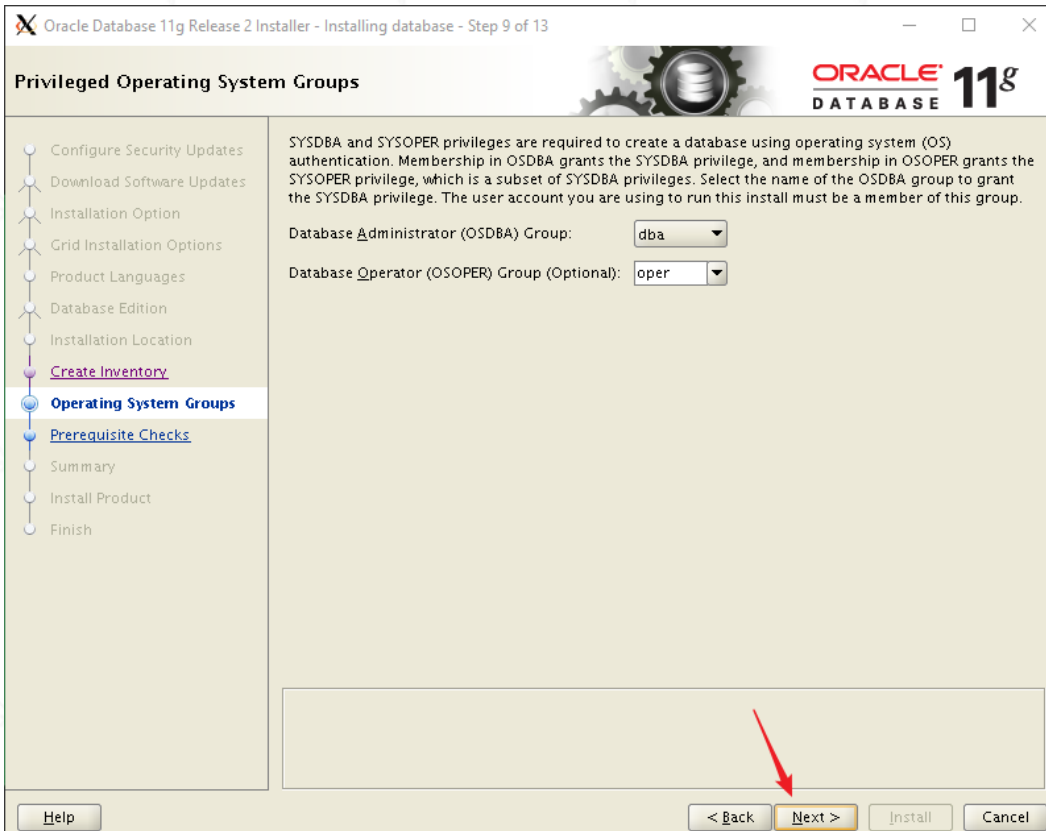 Oracle Database 11g Release 2 Installer - Installing database - Step 9 of 13
Privileged Operating System Groups
ORACLE
DATABASE
11g
Configure Security Updates
Download Software Updates
Installation Option
Grid Installation Options
Product Languages
Database Edition
Installation Location
Create Inventory
Operating System Groups
Prerequisite Checks
Summary
Install Product
Finish
SYSDBA and SYSOPER privileges are required to create a database using operating system (OS)
authentication. Membership in OSDBA grants the SYSDBA privilege, and membership in OSOPER grants the
SYSOPER privilege, which is a subset of SYSDBA privileges. Select the name of the OSDBA group to grant
the SYSDBA privilege. The user account you are using to run this install must be a member of this group.
Database Administrator (OSDBA) Group: dba
Database Operator (OSOPER) Group (Optional): oper
Help
< Back Next > Install Cancel